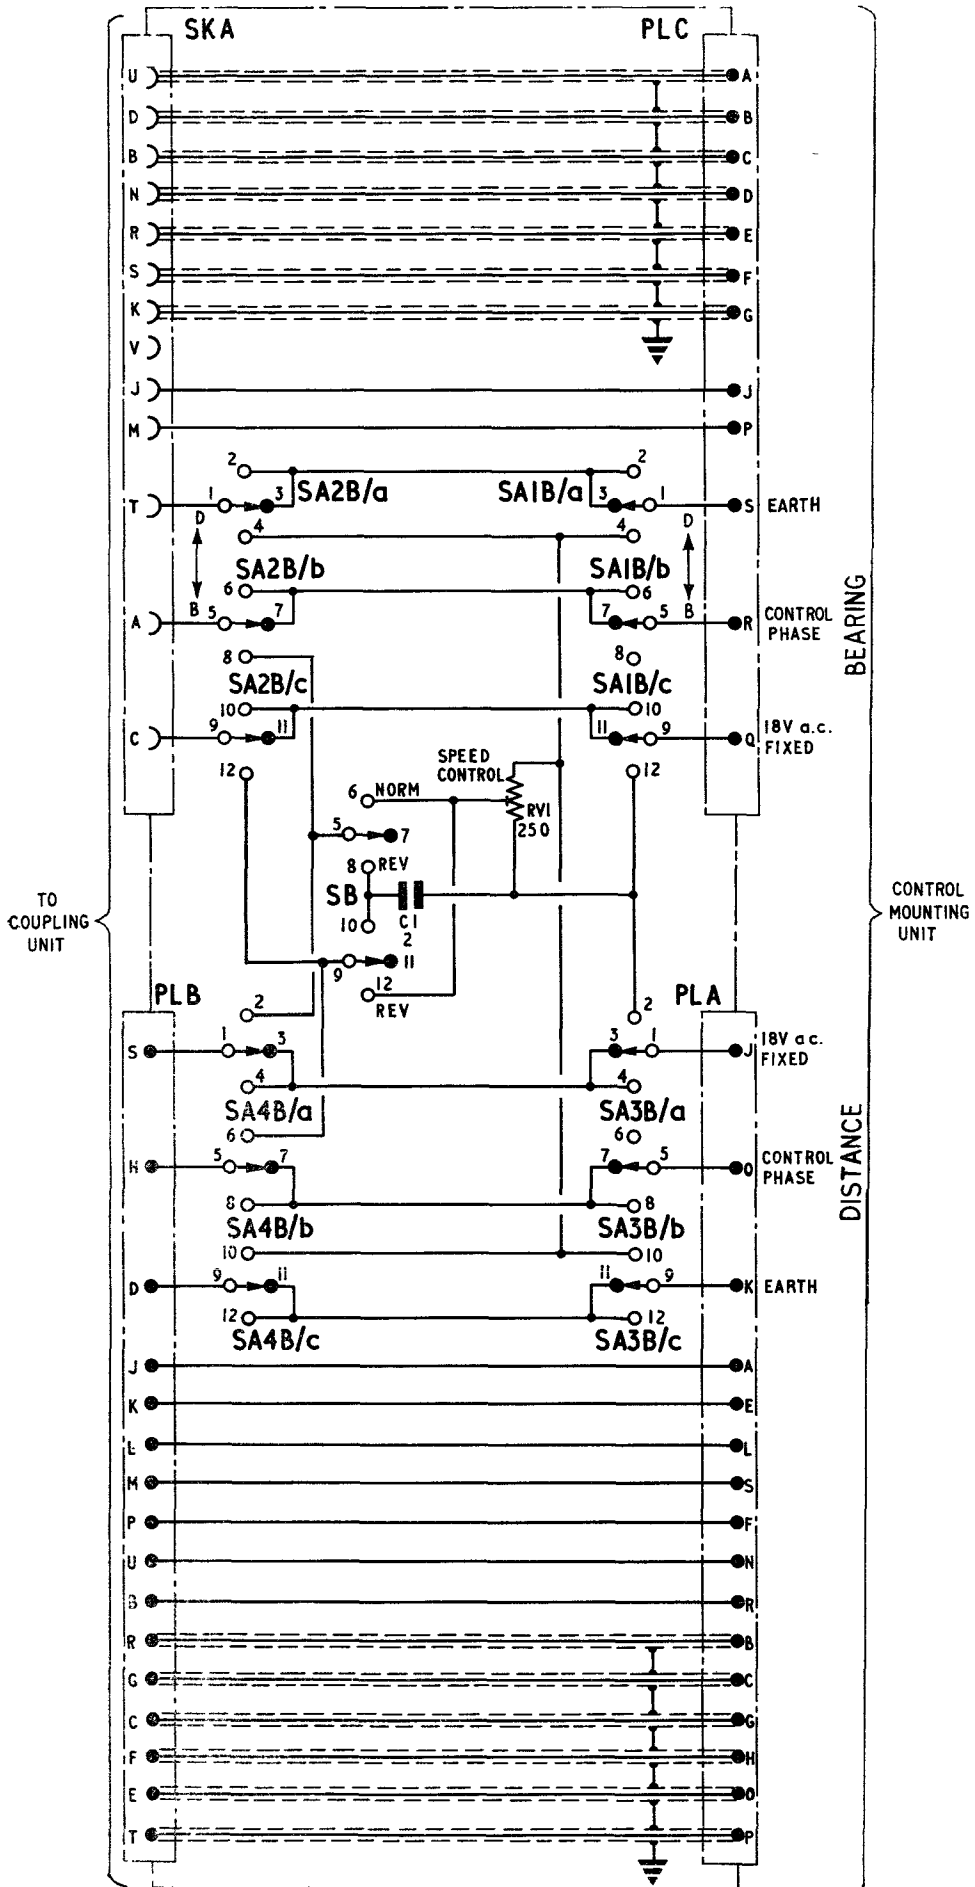 SKA PLC
U A
D B
B C
N D
R E
S F
K G
V
J J
M P
2 2
SA2B/a SA1B/a
T 1 3 3 1 S EARTH
D D
4 4
SA2B/b SA1B/b
6 6
B B
A 5 7 7 5 R CONTROL
PHASE
8 8
SA2B/c SA1B/c
10 10
C 9 11 11 9 Q 18V a.c.
FIXED
12 12
BEARING
SPEED
CONTROL
6 NORM
RV1
250
5 7
8 REV
SB
C1
2
10
9 11
12
REV
TO
COUPLING
UNIT
CONTROL
MOUNTING
UNIT
PLB PLA
2 2
S 1 3 3 1 J 18V a.c.
FIXED
4 4
SA4B/a SA3B/a
6 6
H 5 7 7 5 O CONTROL
PHASE
8 8
SA4B/b SA3B/b
10 10
D 9 11 11 9 K EARTH
12 12
SA4B/c SA3B/c
DISTANCE
J A
K E
L L
M S
P F
U N
B R
R B
G C
C G
F H
E O
T P